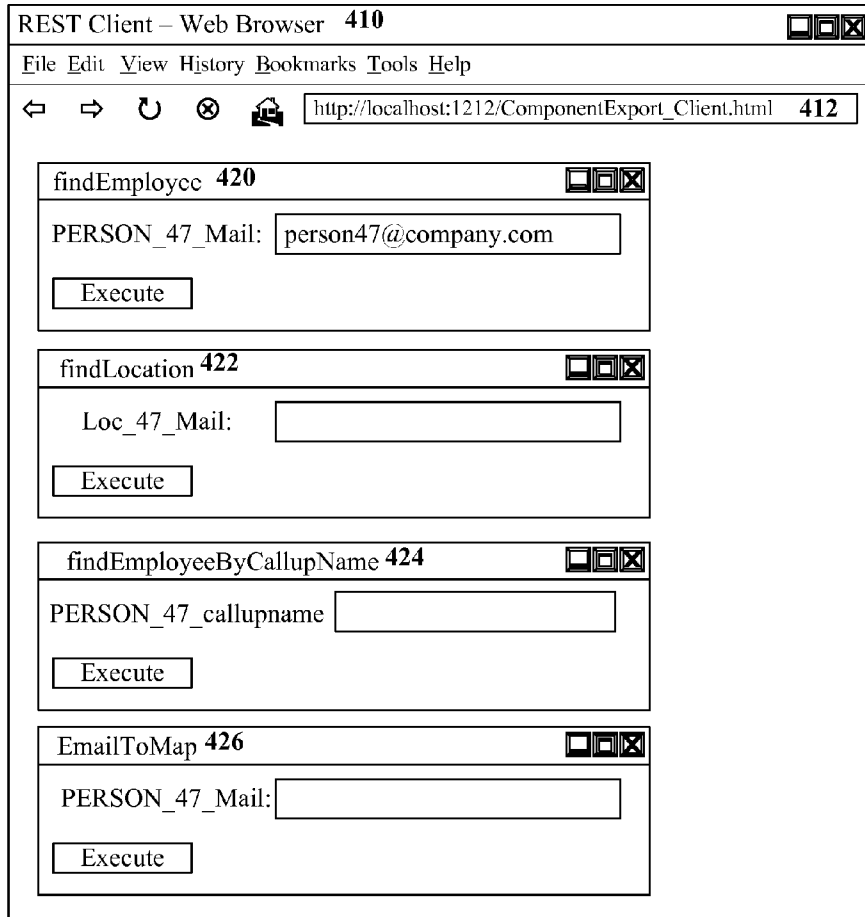 REST Client – Web Browser 410
File Edit View History Bookmarks Tools Help
http://localhost:1212/ComponentExport_Client.html 412
findEmployee 420
PERSON_47_Mail: person47@company.com
Execute
findLocation 422
Loc_47_Mail:
Execute
findEmployeeByCallupName 424
PERSON_47_callupname
Execute
EmailToMap 426
PERSON_47_Mail:
Execute